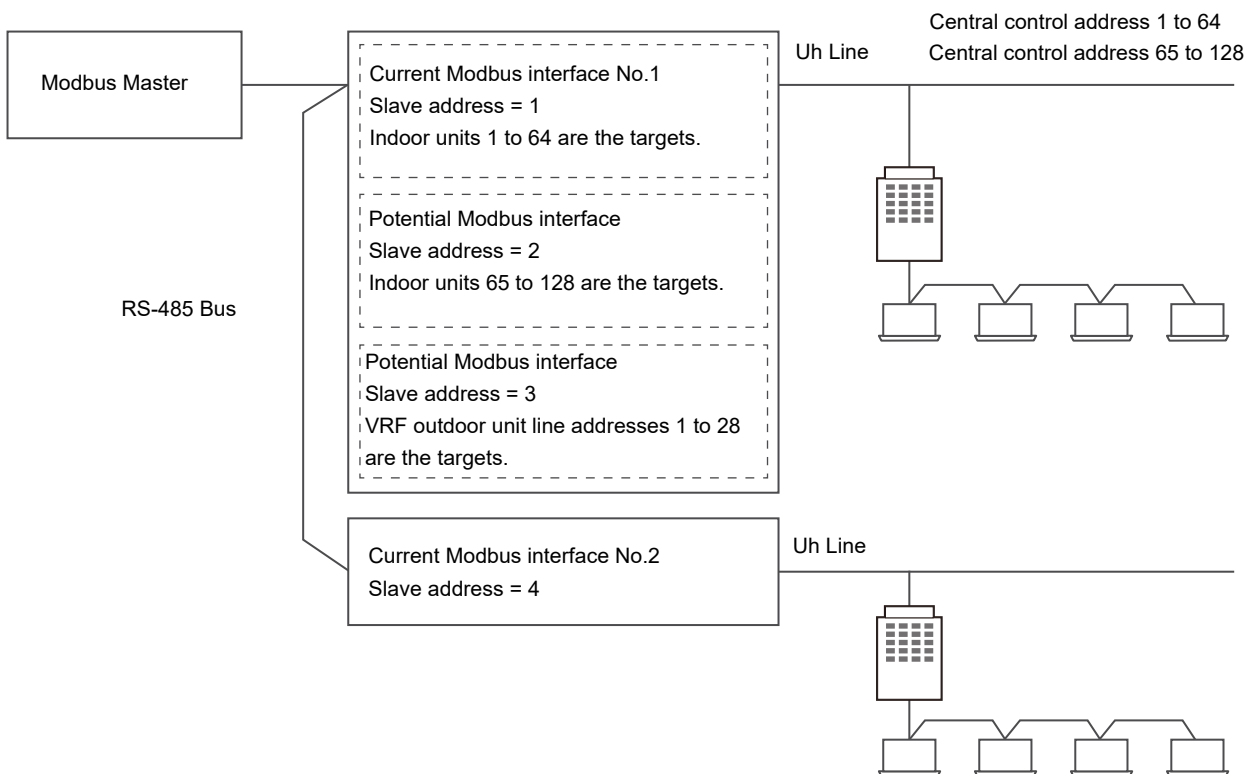 Modbus Master
Current Modbus interface No.1
Slave address = 1
Indoor units 1 to 64 are the targets.
Potential Modbus interface
Slave address = 2
Indoor units 65 to 128 are the targets.
Potential Modbus interface
Slave address = 3
VRF outdoor unit line addresses 1 to 28
are the targets.
Uh Line
Central control address 1 to 64
Central control address 65 to 128
RS-485 Bus
Current Modbus interface No.2
Slave address = 4
Uh Line